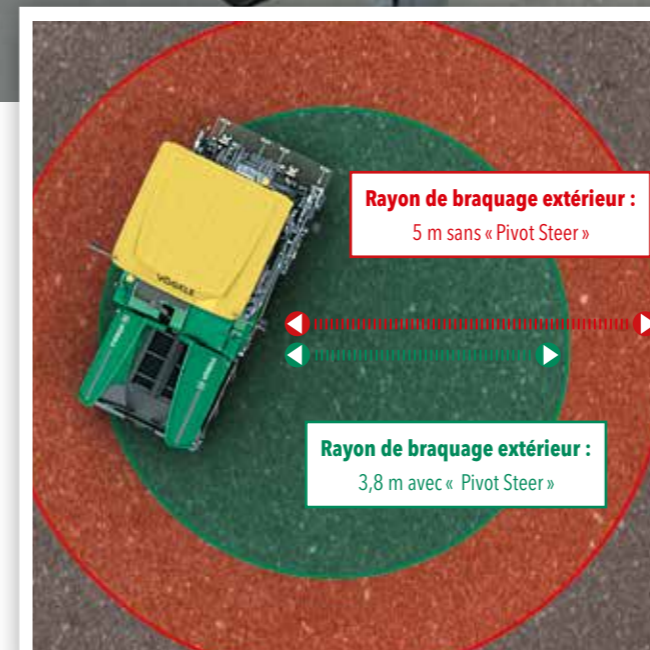 Rayon de braquage extérieur :
5 m sans « Pivot Steer »
VÖGELE
Rayon de braquage extérieur :
3,8 m avec « Pivot Steer »